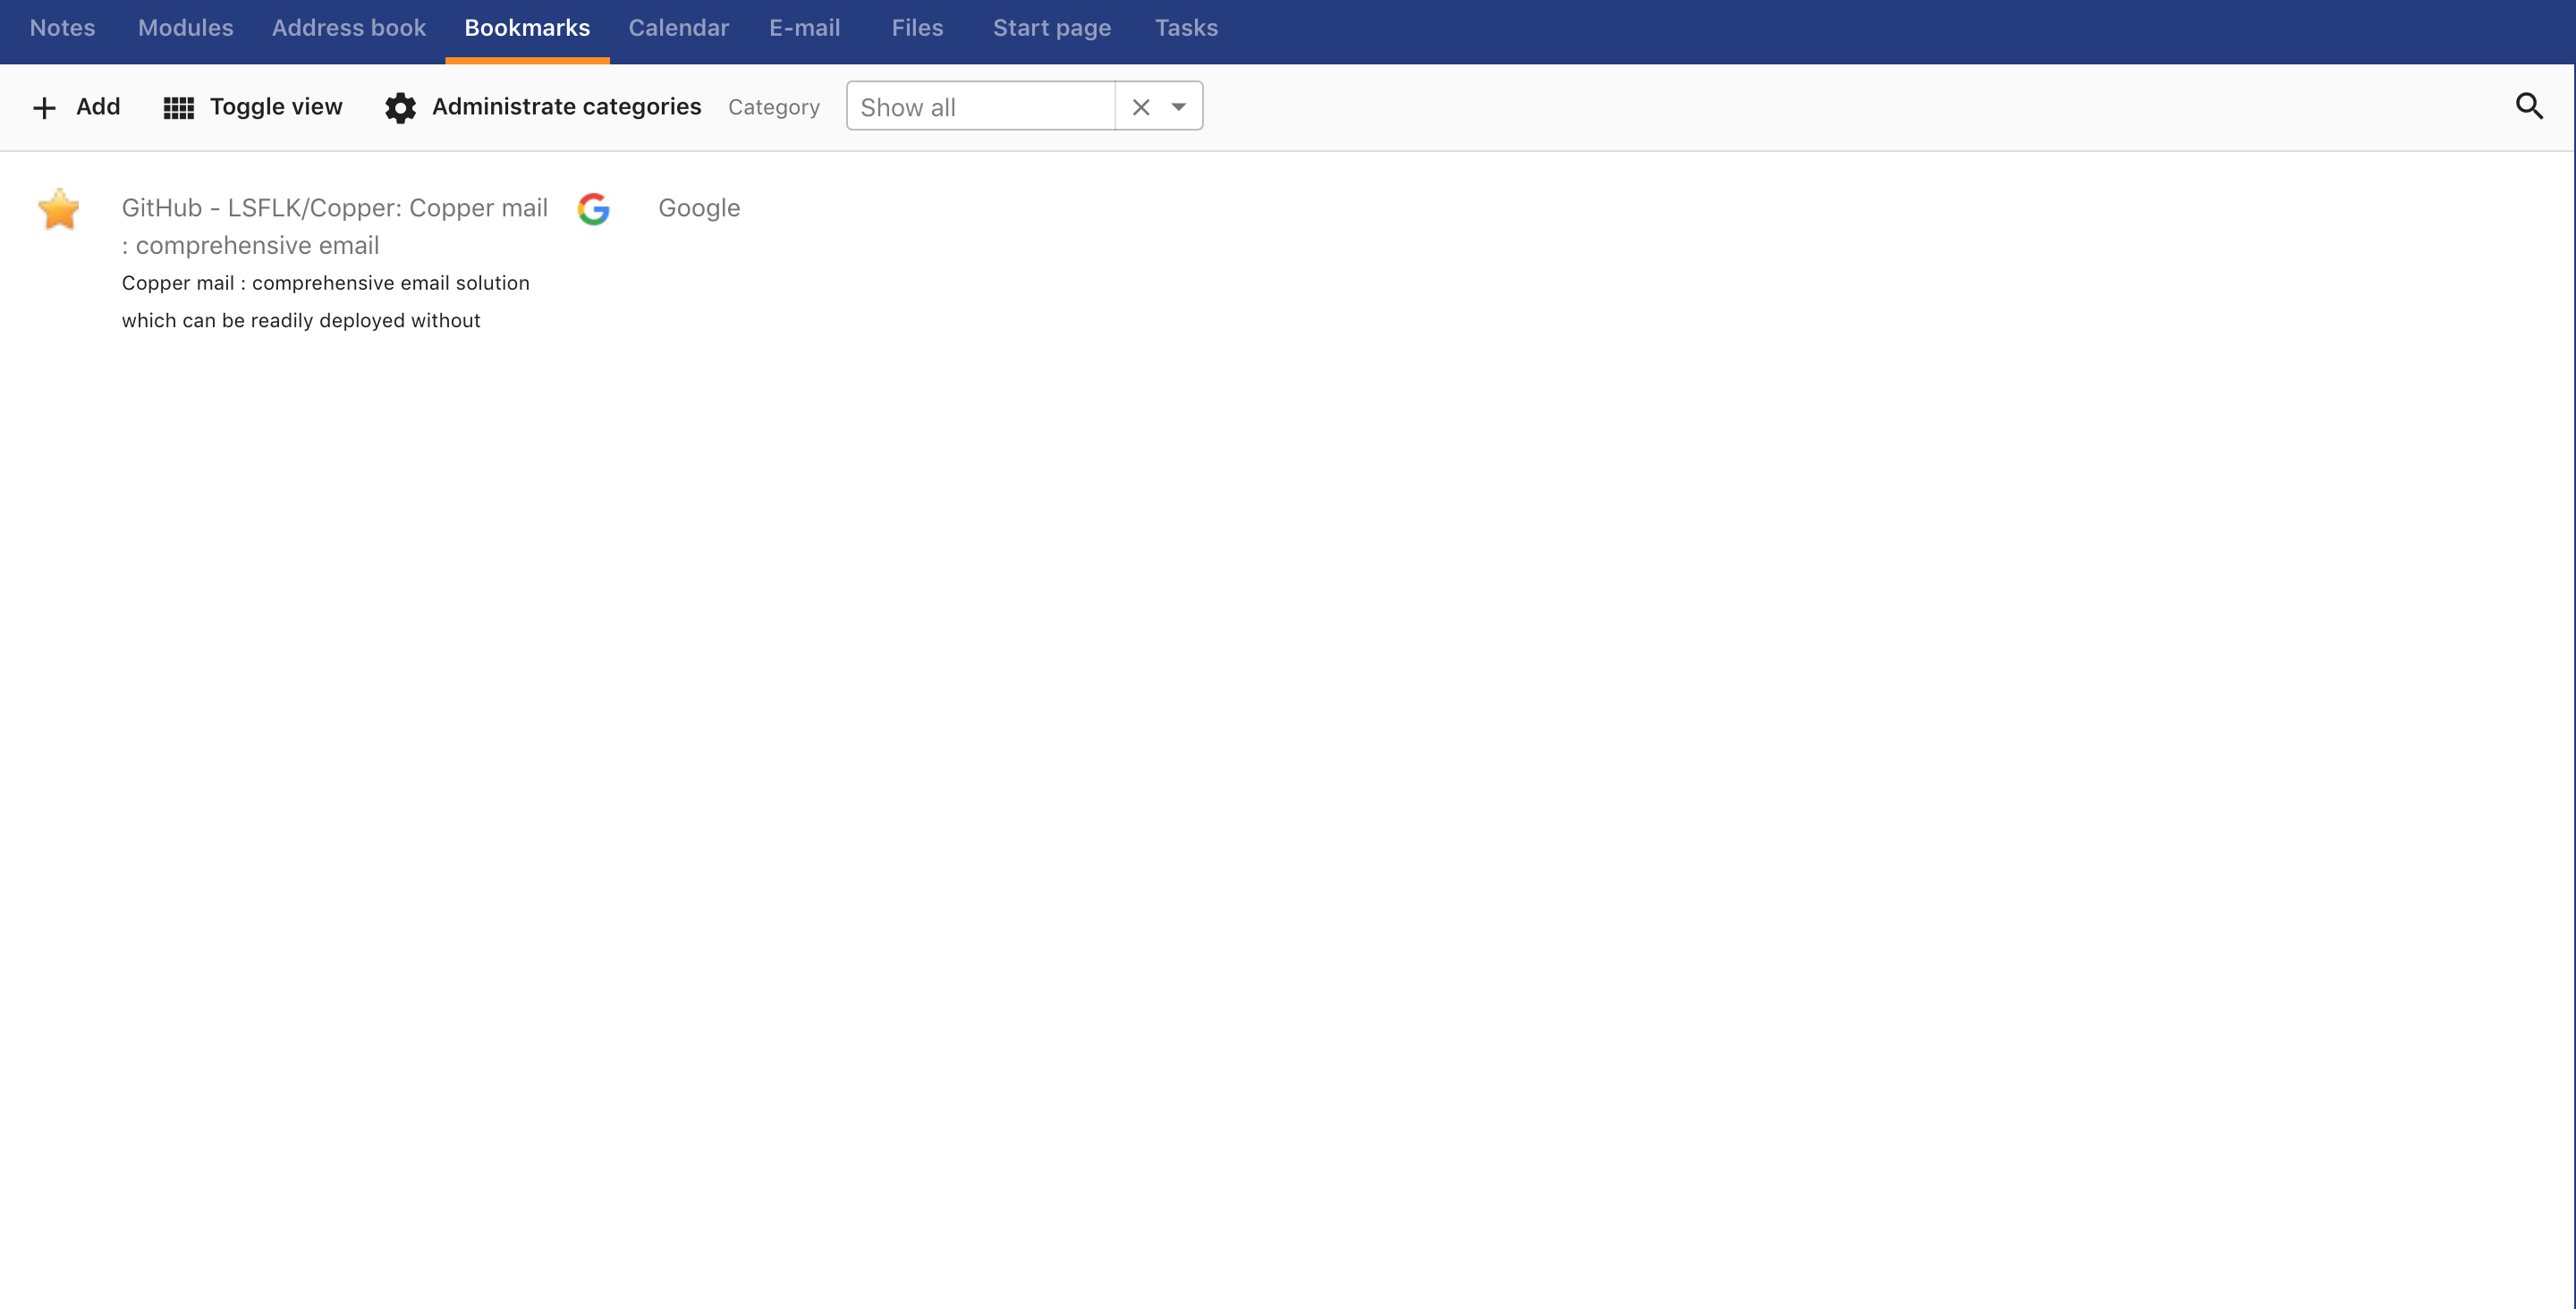 Notes Modules Address book Bookmarks Calendar E-mail Files Start page Tasks
Add Toggle view Administrate categories Category Show all
GitHub - LSFLK/Copper: Copper mail
: comprehensive email
Copper mail : comprehensive email solution
which can be readily deployed without
Google